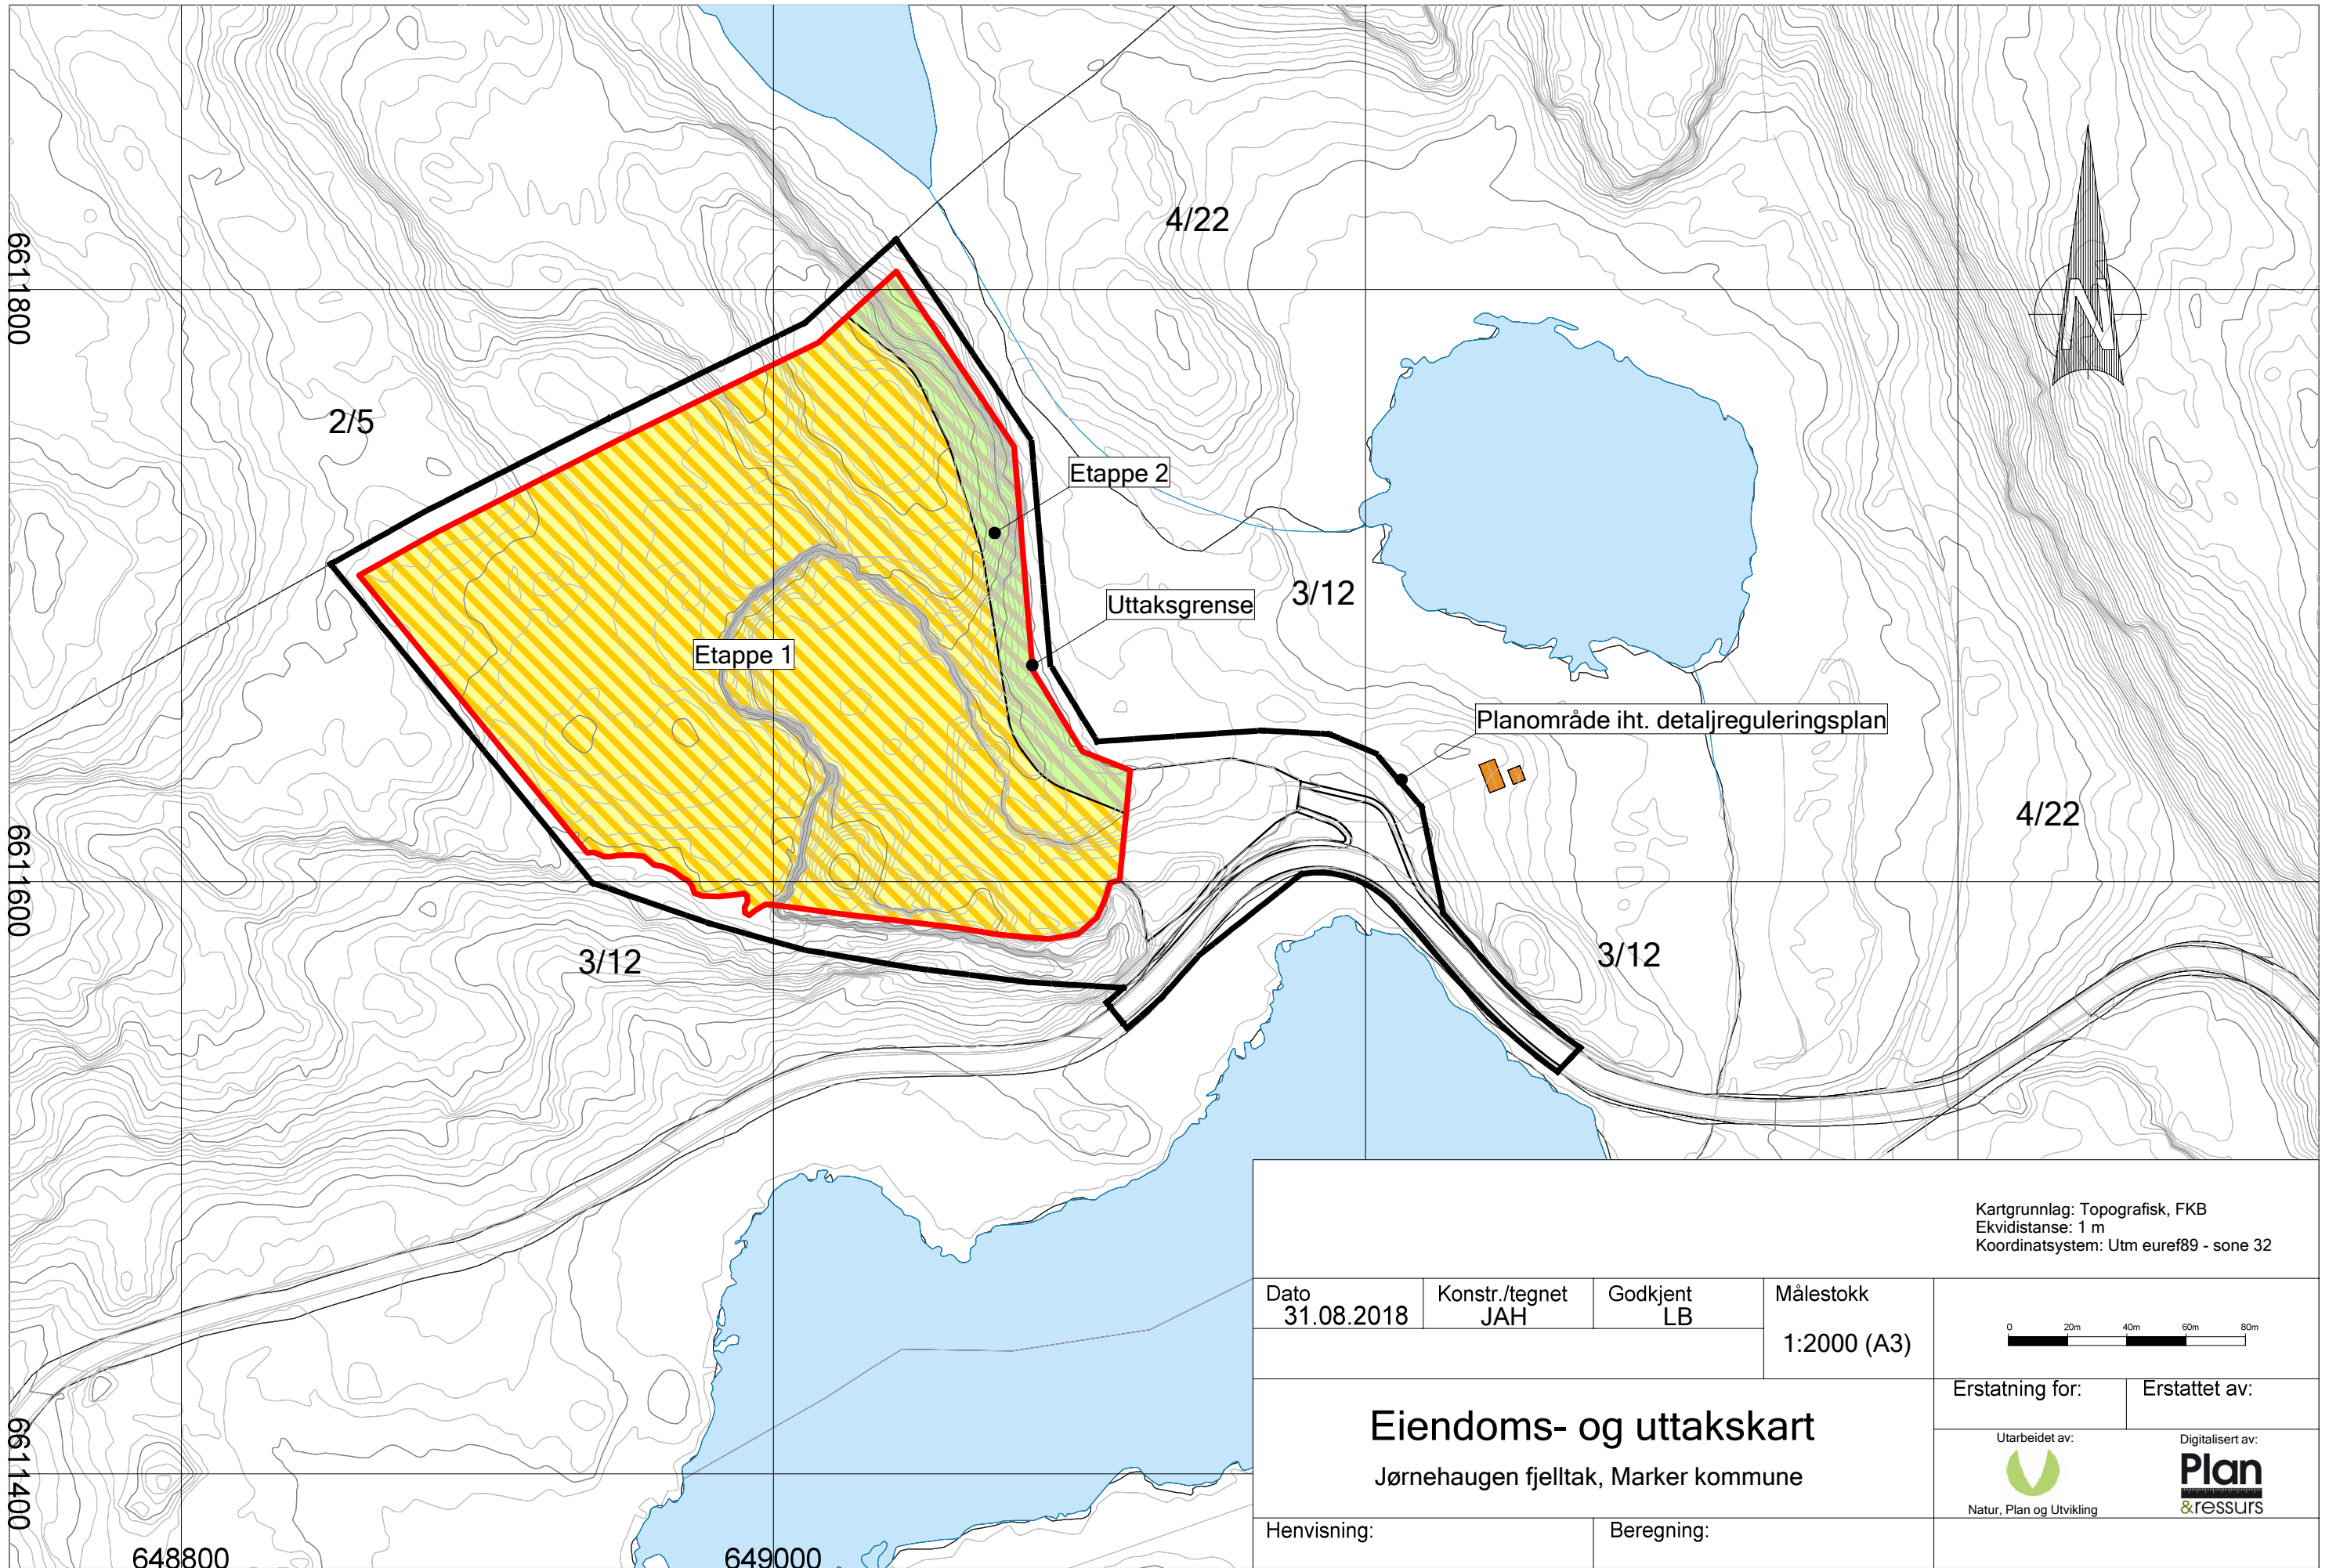 4/22
N
6611800
2/5
Etappe 2
3/12
Uttaksgrense
Etappe 1
Planområde iht. detaljreguleringsplan
4/22
6611600
3/12
3/12
Kartgrunnlag: Topografisk, FKB
Ekvidistanse: 1 m
Koordinatsystem: Utm euref89 - sone 32
Dato
31.08.2018
Konstr./tegnet
JAH
Godkjent
LB
Målestokk
1:2000 (A3)
0 20m 40m 60m 80m
Erstatning for:
Erstattet av:
Eiendoms- og uttakskart
Jørnehaugen fjelltak, Marker kommune
Utarbeidet av:
Natur, Plan og Utvikling
Digitalisert av:
Plan
&ressurs
Henvisning:
Beregning:
6611400
648800
649000